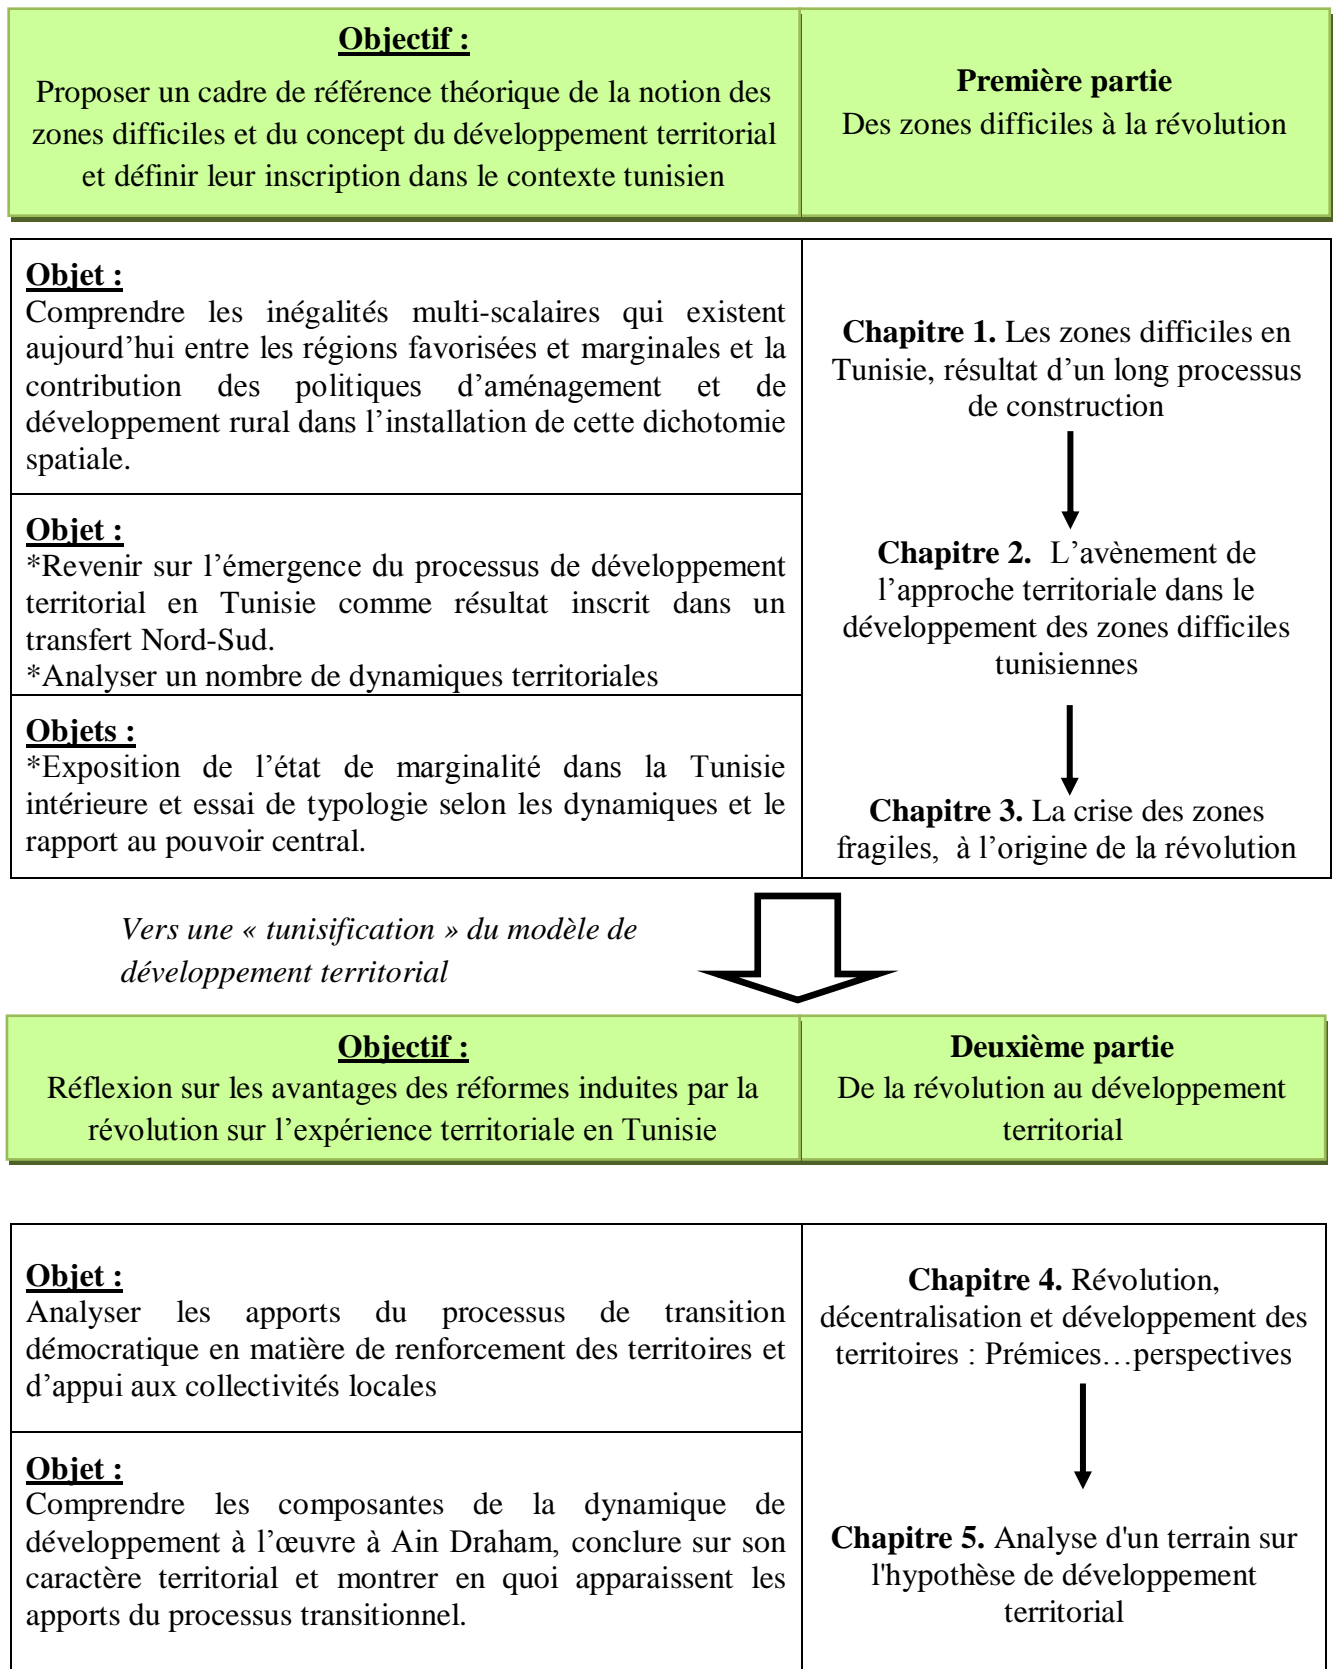 Objectif :
Proposer un cadre de référence théorique de la notion des
zones difficiles et du concept du développement territorial
et définir leur inscription dans le contexte tunisien
Première partie
Des zones difficiles à la révolution
Objet :
Comprendre les inégalités multi-scalaires qui existent
aujourd’hui entre les régions favorisées et marginales et la
contribution des politiques d’aménagement et de
développement rural dans l’installation de cette dichotomie
spatiale.
Chapitre 1. Les zones difficiles en
Tunisie, résultat d’un long processus
de construction
Objet :
*Revenir sur l’émergence du processus de développement
territorial en Tunisie comme résultat inscrit dans un
transfert Nord-Sud.
*Analyser un nombre de dynamiques territoriales
Chapitre 2. L’avènement de
l’approche territoriale dans le
développement des zones difficiles
tunisiennes
Objets :
*Exposition de l’état de marginalité dans la Tunisie
intérieure et essai de typologie selon les dynamiques et le
rapport au pouvoir central.
Chapitre 3. La crise des zones
fragiles, à l’origine de la révolution
Vers une « tunisification » du modèle de
développement territorial
Objectif :
Réflexion sur les avantages des réformes induites par la
révolution sur l’expérience territoriale en Tunisie
Deuxième partie
De la révolution au développement
territorial
Objet :
Analyser les apports du processus de transition
démocratique en matière de renforcement des territoires et
d’appui aux collectivités locales
Chapitre 4. Révolution,
décentralisation et développement des
territoires : Prémices…perspectives
Objet :
Comprendre les composantes de la dynamique de
développement à l’œuvre à Ain Draham, conclure sur son
caractère territorial et montrer en quoi apparaissent les
apports du processus transitionnel.
Chapitre 5. Analyse d'un terrain sur
l'hypothèse de développement
territorial